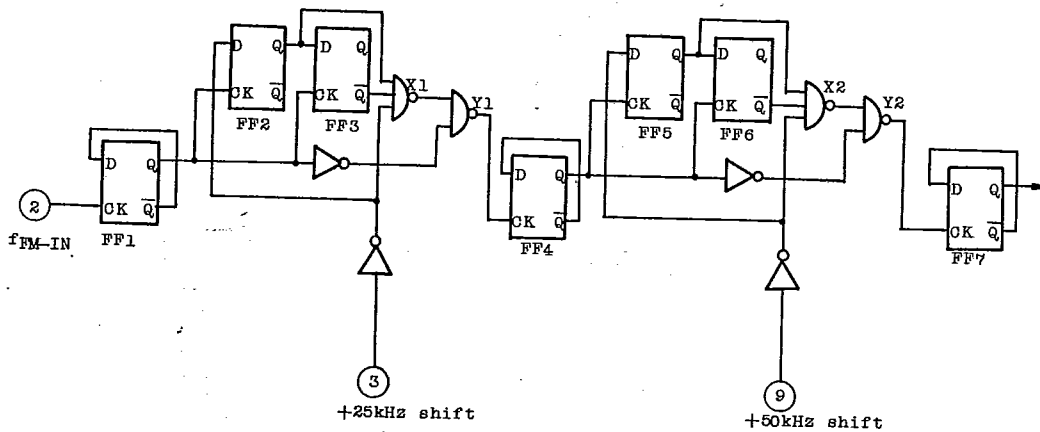 D Q
CK Q̅
FF2
D Q
CK Q̅
FF3
X1
Y1
D Q
CK Q̅
FF1
2
fFM-IN
3
+25kHz shift
D Q
CK Q̅
FF4
D Q
CK Q̅
FF5
D Q
CK Q̅
FF6
X2
Y2
D Q
CK Q̅
FF7
9
+50kHz shift